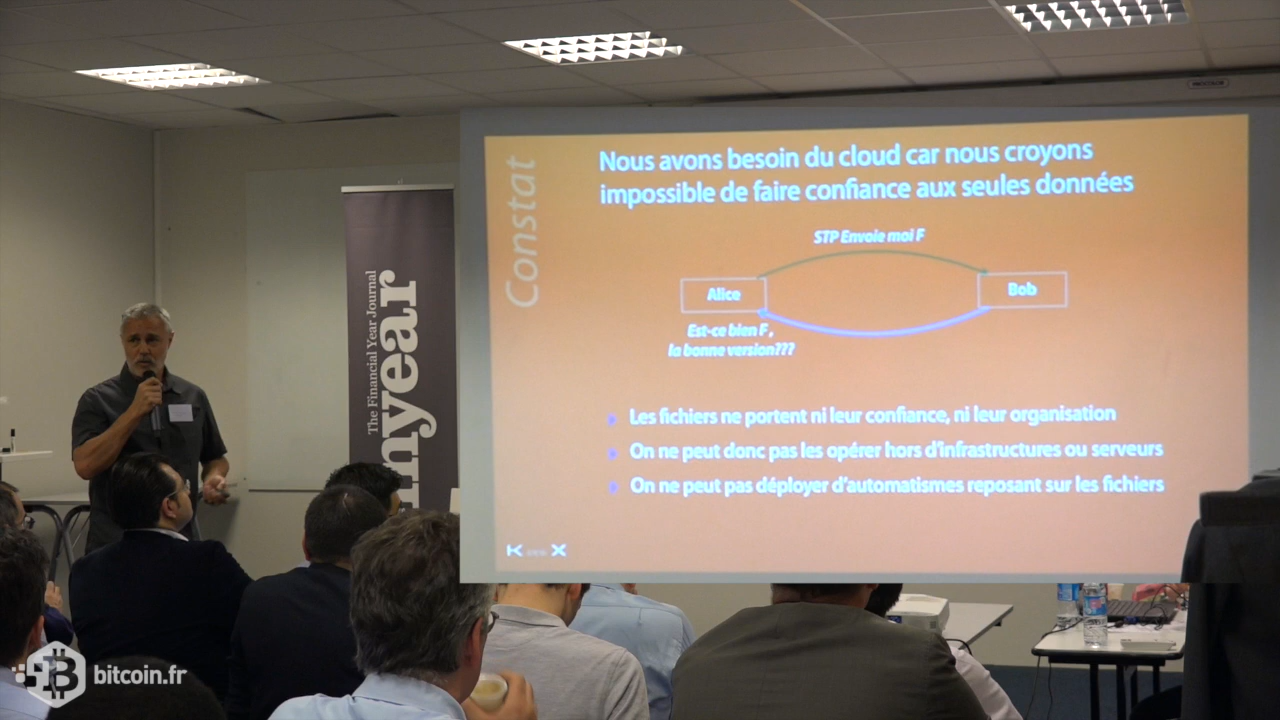 Constat
Nous avons besoin du cloud car nous croyons
impossible de faire confiance aux seules données
STP Envoie moi F
Alice
Bob
Est-ce bien F,
la bonne version???
Les fichiers ne portent ni leur confiance, ni leur organisation
On ne peut donc pas les opérer hors d'infrastructures ou serveurs
On ne peut pas déployer d'automatismes reposant sur les fichiers
The Financial Year Journal
inyear
bitcoin.fr